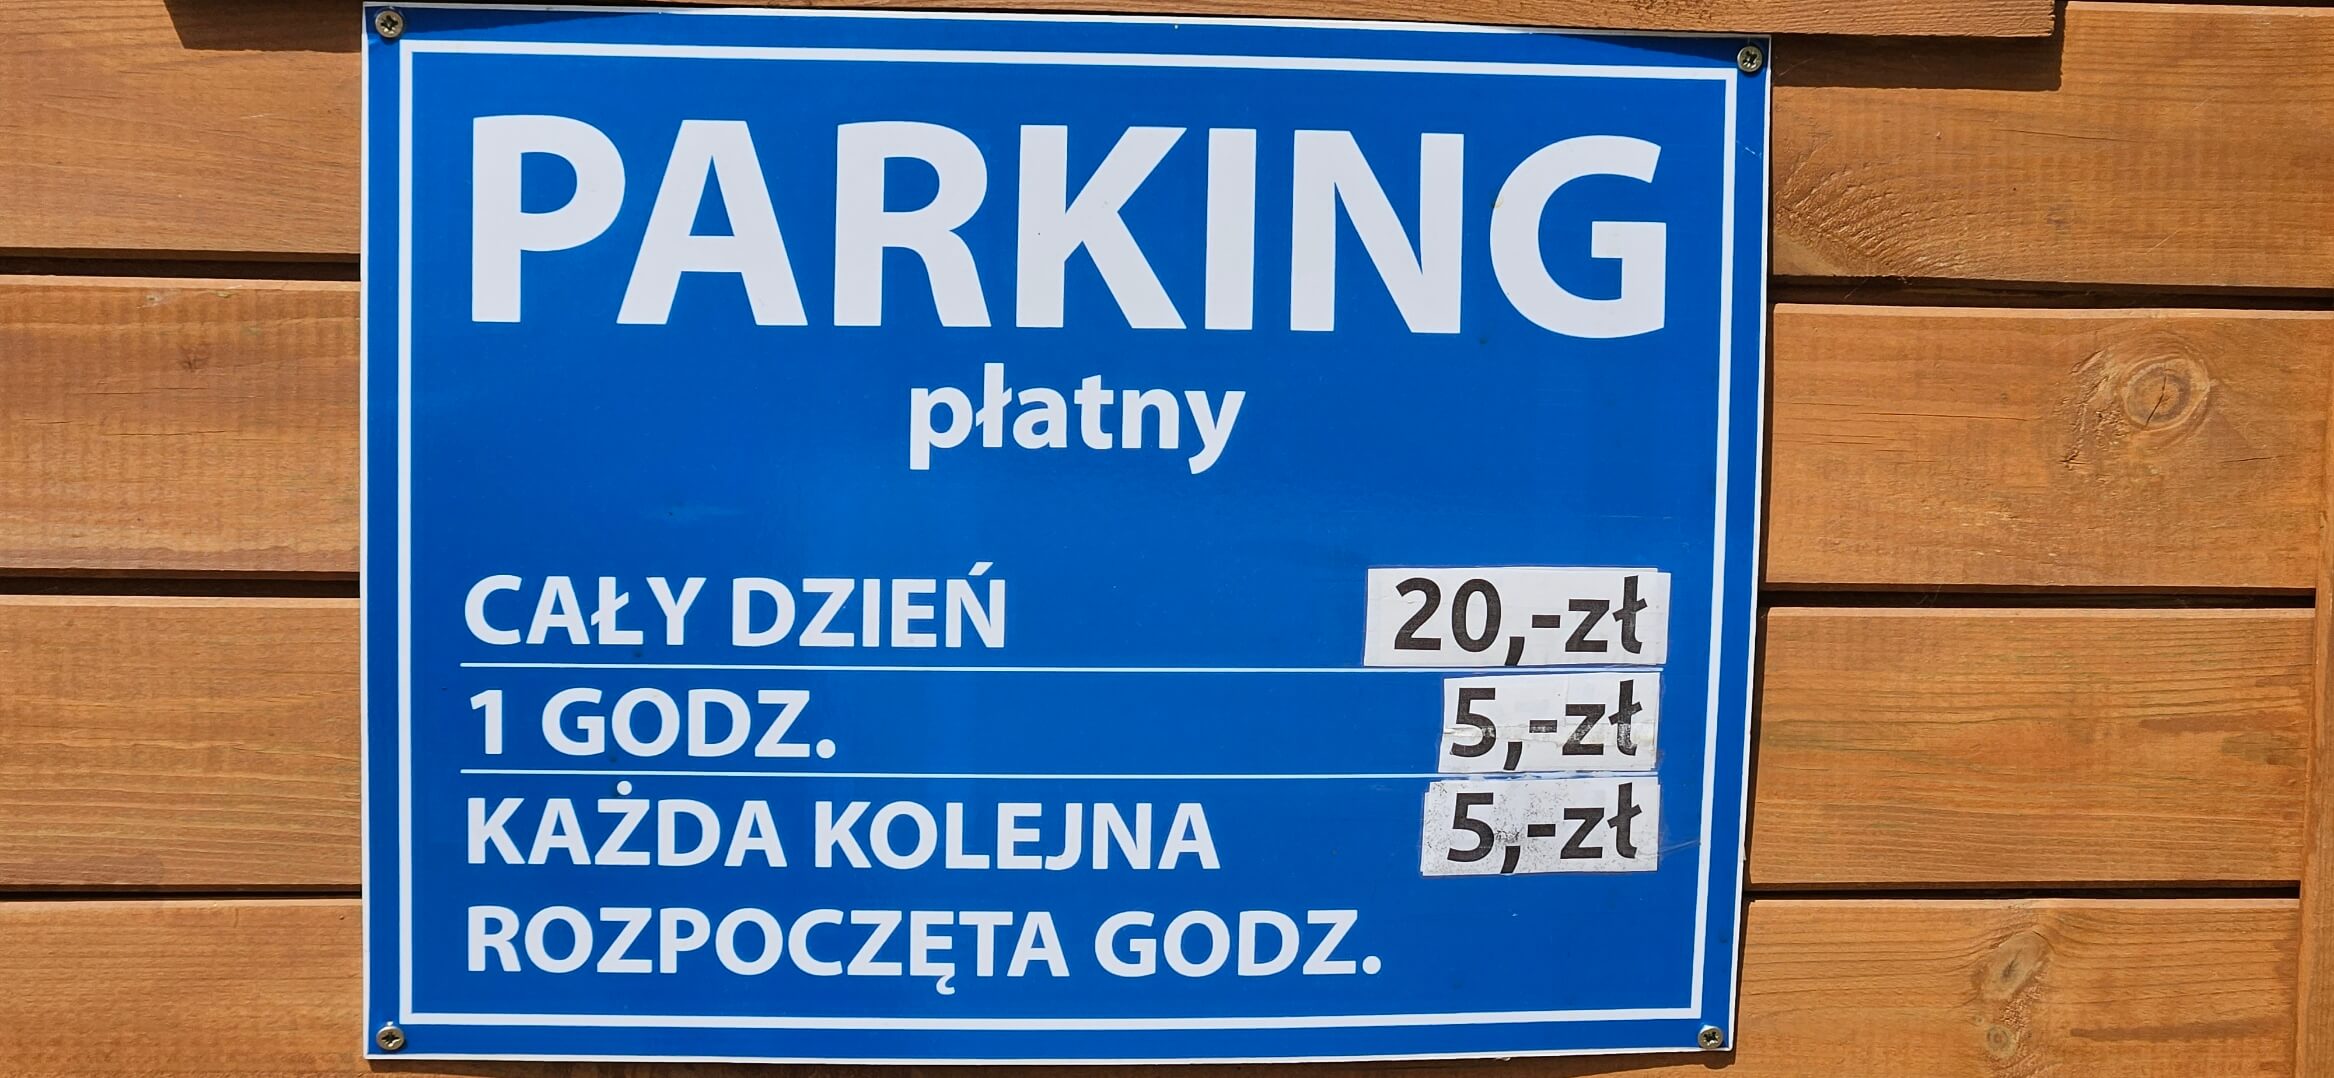 PARKING
płatny
CAŁY DZIEŃ 20,-zł
1 GODZ. 5,-zł
KAŻDA KOLEJNA 5,-zł
ROZPOCZĘTA GODZ.